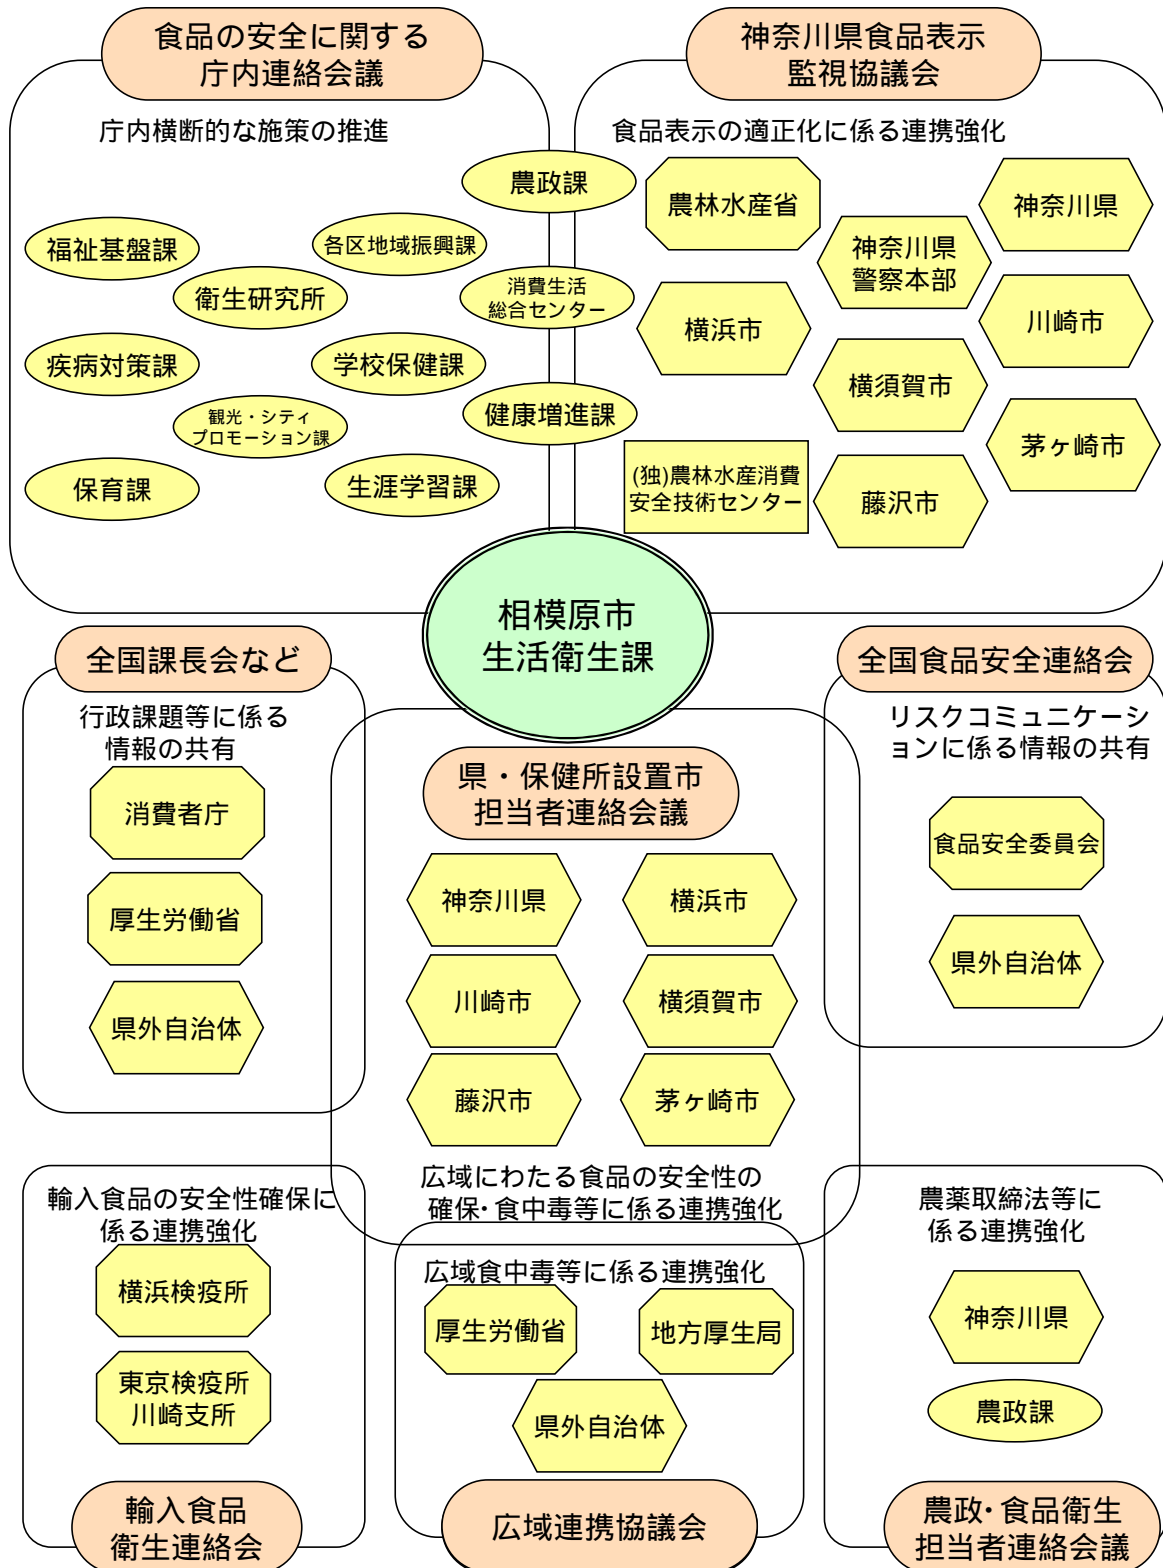 食品の安全に関する
庁内連絡会議
庁内横断的な施策の推進
農政課
福祉基盤課
各区地域振興課
衛生研究所
消費生活
総合センター
疾病対策課
学校保健課
観光・シティ
プロモーション課
健康増進課
保育課
生涯学習課
神奈川県食品表示
監視協議会
食品表示の適正化に係る連携強化
農林水産省
神奈川県
神奈川県
警察本部
横浜市
川崎市
横須賀市
茅ヶ崎市
(独)農林水産消費
安全技術センター
藤沢市
相模原市
生活衛生課
全国課長会など
行政課題等に係る
情報の共有
消費者庁
厚生労働省
県外自治体
県・保健所設置市
担当者連絡会議
神奈川県
横浜市
川崎市
横須賀市
藤沢市
茅ヶ崎市
広域にわたる食品の安全性の
確保・食中毒等に係る連携強化
全国食品安全連絡会
リスクコミュニケーシ
ョンに係る情報の共有
食品安全委員会
県外自治体
輸入食品の安全性確保に
係る連携強化
横浜検疫所
東京検疫所
川崎支所
輸入食品
衛生連絡会
広域食中毒等に係る連携強化
厚生労働省
地方厚生局
県外自治体
広域連携協議会
農薬取締法等に
係る連携強化
神奈川県
農政課
農政・食品衛生
担当者連絡会議